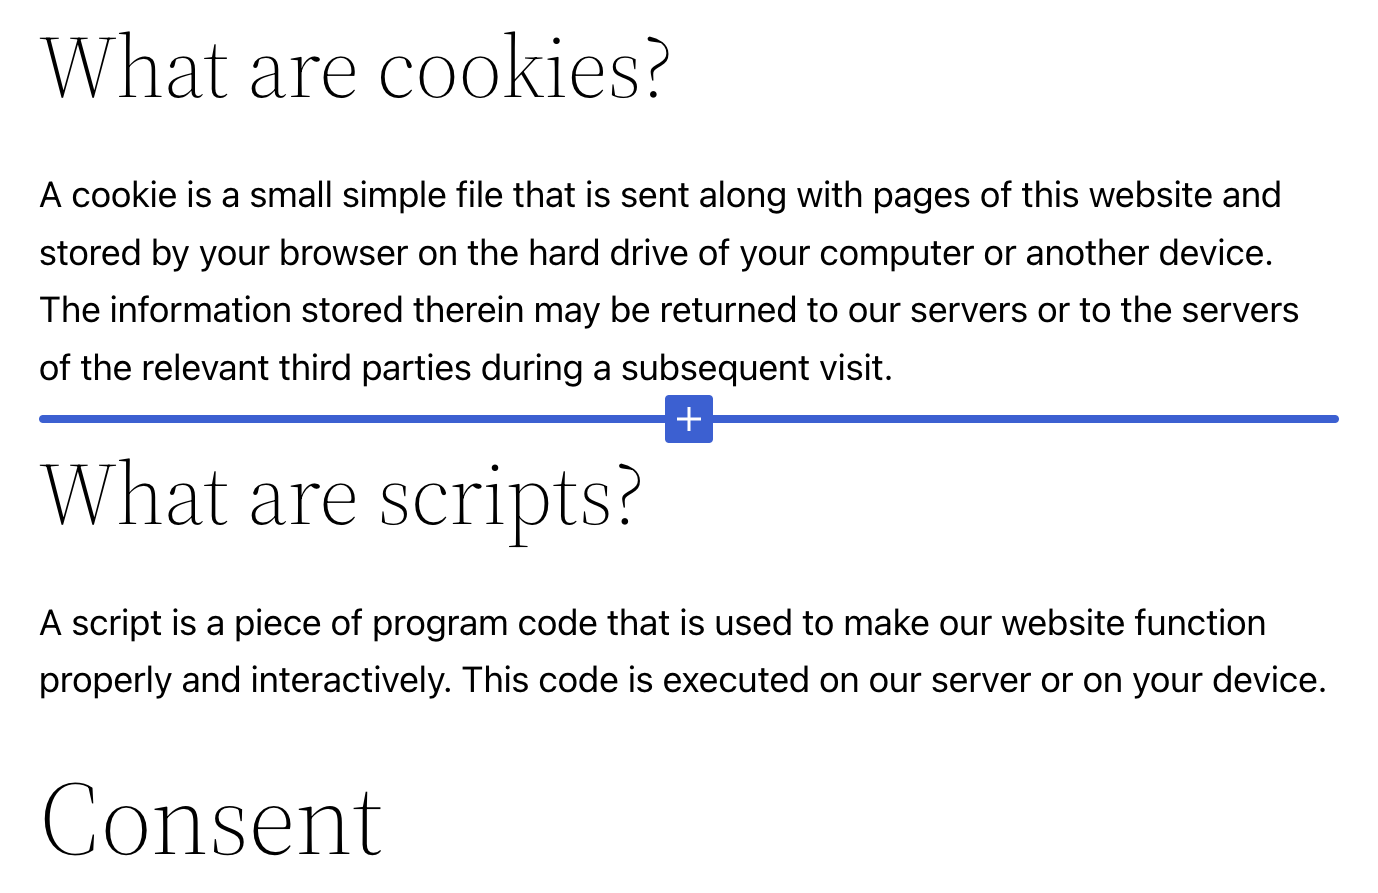 What are cookies?
A cookie is a small simple file that is sent along with pages of this website and
stored by your browser on the hard drive of your computer or another device.
The information stored therein may be returned to our servers or to the servers
of the relevant third parties during a subsequent visit.
What are scripts?
A script is a piece of program code that is used to make our website function
properly and interactively. This code is executed on our server or on your device.
Consent